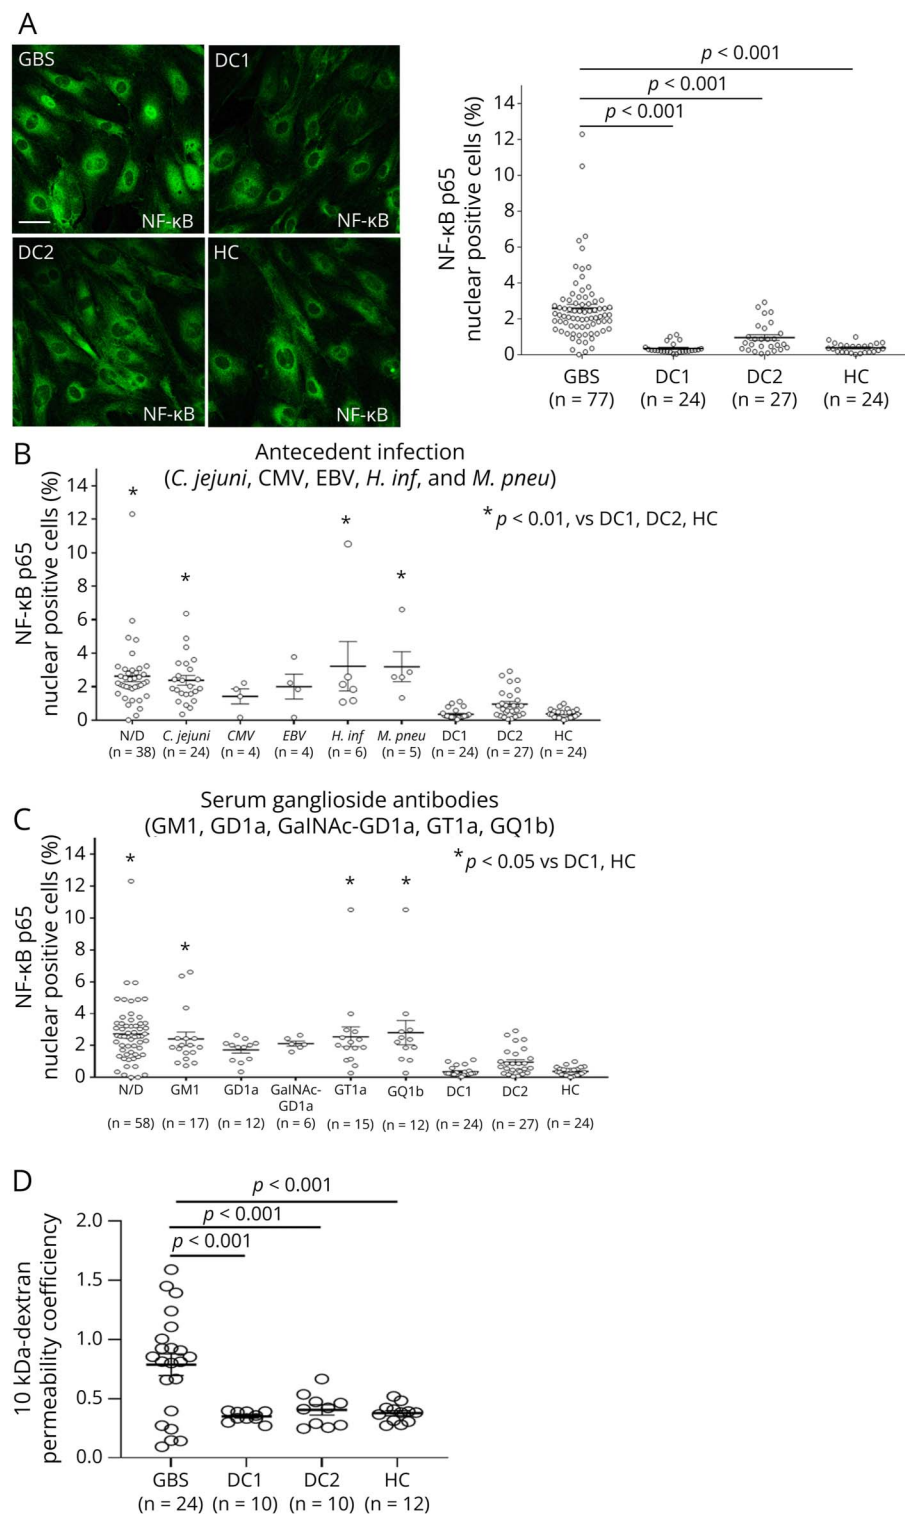 A
GBS
NF-κB
DC1
NF-κB
DC2
NF-κB
HC
NF-κB
NF-κB p65
nuclear positive cells (%)
14
12
10
8
6
4
2
0
p < 0.001
p < 0.001
p < 0.001
GBS DC1 DC2 HC
(n = 77) (n = 24) (n = 27) (n = 24)
B
Antecedent infection
(C. jejuni, CMV, EBV, H. inf, and M. pneu)
* p < 0.01, vs DC1, DC2, HC
NF-κB p65
nuclear positive cells (%)
14
12
10
8
6
4
2
0
* * * *
N/D C. jejuni CMV EBV H. inf M. pneu DC1 DC2 HC
(n = 38) (n = 24) (n = 4) (n = 4) (n = 6) (n = 5) (n = 24) (n = 27) (n = 24)
C
Serum ganglioside antibodies
(GM1, GD1a, GalNAc-GD1a, GT1a, GQ1b)
* p < 0.05 vs DC1, HC
NF-κB p65
nuclear positive cells (%)
14
12
10
8
6
4
2
0
* * * *
N/D GM1 GD1a GalNAc- GT1a GQ1b DC1 DC2 HC
GD1a
(n = 58) (n = 17) (n = 12) (n = 6) (n = 15) (n = 12) (n = 24) (n = 27) (n = 24)
D
p < 0.001
p < 0.001
p < 0.001
10 kDa-dextran
permeability coefficiency
2.0
1.5
1.0
0.5
0.0
GBS DC1 DC2 HC
(n = 24) (n = 10) (n = 10) (n = 12)